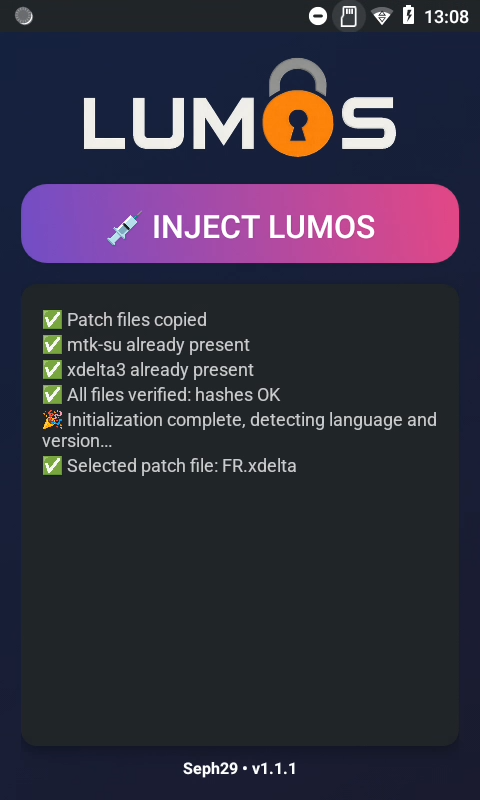 13:08
LUMOS
💉 INJECT LUMOS
✅ Patch files copied
✅ mtk-su already present
✅ xdelta3 already present
✅ All files verified: hashes OK
🎉 Initialization complete, detecting language and
version…
✅ Selected patch file: FR.xdelta
Seph29 • v1.1.1